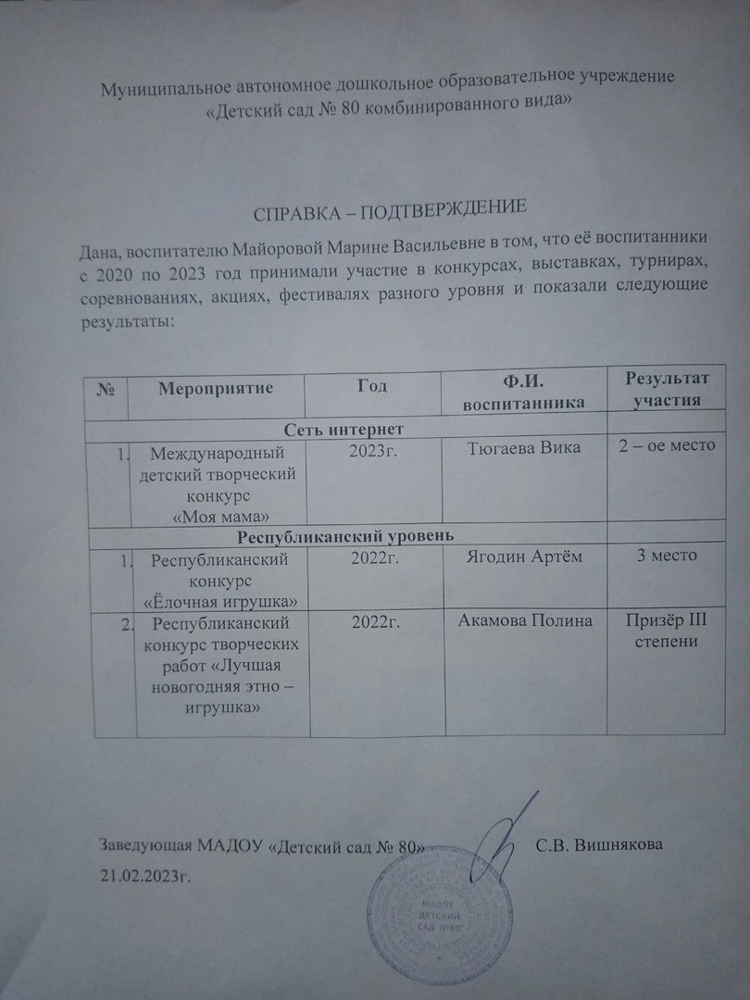 Муниципальное автономное дошкольное образовательное учреждение
«Детский сад № 80 комбинированного вида»
СПРАВКА – ПОДТВЕРЖДЕНИЕ
Дана, воспитателю Майоровой Марине Васильевне в том, что её воспитанники
с 2020 по 2023 год принимали участие в конкурсах, выставках, турнирах,
соревнованиях, акциях, фестивалях разного уровня и показали следующие
результаты:
№ Мероприятие Год Ф.И. воспитанника Результат участия
Сеть интернет
1. Международный детский творческий конкурс «Моя мама» 2023г. Тюгаева Вика 2 – ое место
Республиканский уровень
1. Республиканский конкурс «Ёлочная игрушка» 2022г. Ягодин Артём 3 место
2. Республиканский конкурс творческих работ «Лучшая новогодняя этно – игрушка» 2022г. Акамова Полина Призёр III степени
Заведующая МАДОУ «Детский сад № 80» С.В. Вишнякова
21.02.2023г.
МАДОУ
"ДЕТСКИЙ
САД №80"